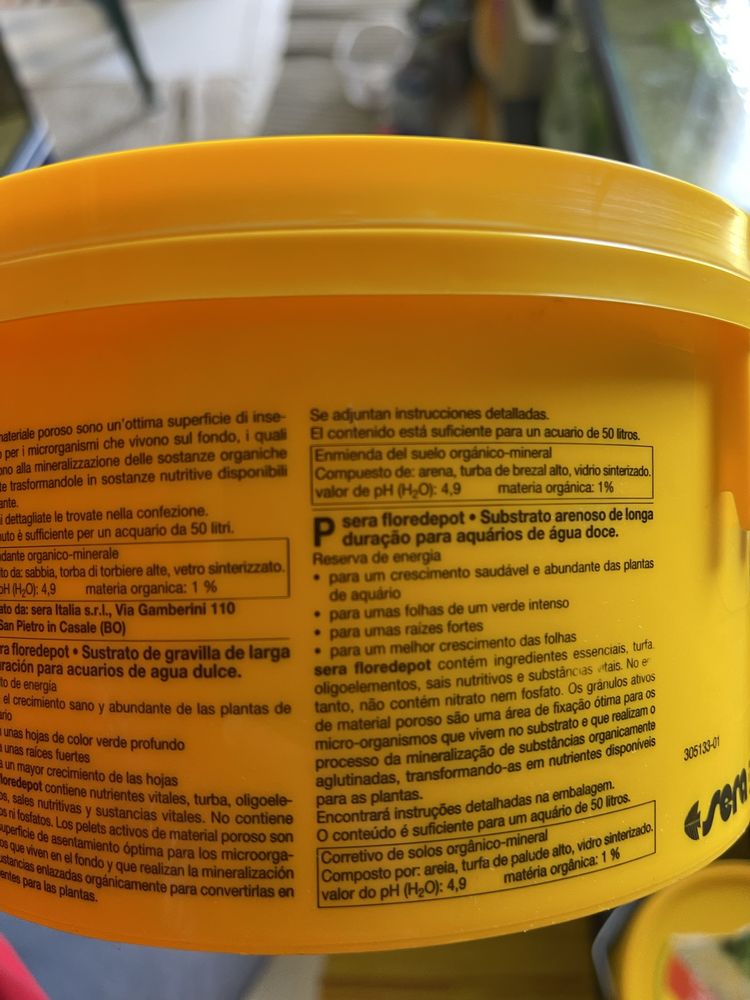 materiale poroso sono un'ottima superficie di inse-
per i microrganismi che vivono sul fondo, i quali
alla mineralizzazione delle sostanze organiche
trasformandole in sostanze nutritive disponibili
dettagliate le trovate nella confezione.
è sufficiente per un acquario da 50 litri.
organico-minerale
da: sabbia, torba di torbiere alte, vetro sinterizzato.
(H₂O): 4,9 materia organica: 1 %
da: sera Italia s.r.l., Via Gamberini 110
San Pietro in Casale (BO)
floredepot • Sustrato de gravilla de larga
para acuarios de agua dulce.
de energía
el crecimiento sano y abundante de las plantas de
unas hojas de color verde profundo
unas raíces fuertes
un mayor crecimiento de las hojas
contiene nutrientes vitales, turba, oligoele-
sales nutritivas y sustancias vitales. No contiene
ni fosfatos. Los pelets activos de material poroso son
de asentamiento óptima para los microorga-
que viven en el fondo y que realizan la mineralización
enlazadas orgánicamente para convertirlas en
para las plantas.
Se adjuntan instrucciones detalladas.
El contenido está suficiente para un acuario de 50 litros.
Enmienda del suelo orgánico-mineral
Compuesto de: arena, turba de brezal alto, vidrio sinterizado.
valor de pH (H₂O): 4,9 materia orgánica: 1%
P sera floredepot • Substrato arenoso de longa
duração para aquários de água doce.
Reserva de energia
• para um crescimento saudável e abundante das plantas
de aquário
• para umas folhas de um verde intenso
• para umas raízes fortes
• para um melhor crescimento das folhas
sera floredepot contém ingredientes essenciais, turfa,
oligoelementos, sais nutritivos e substâncias vitais. No
tanto, não contém nitrato nem fosfato. Os grânulos ativos
de material poroso são uma área de fixação ótima para os
micro-organismos que vivem no substrato e que realizam o
processo da mineralização de substâncias organicamente
aglutinadas, transformando-as em nutrientes disponíveis
para as plantas.
Encontrará instruções detalhadas na embalagem.
O conteúdo é suficiente para um aquário de 50 litros.
Corretivo de solos orgânico-mineral
Composto por: areia, turfa de palude alto, vidro sinterizado.
valor do pH (H₂O): 4,9 matéria orgânica: 1 %
305133-01
sera